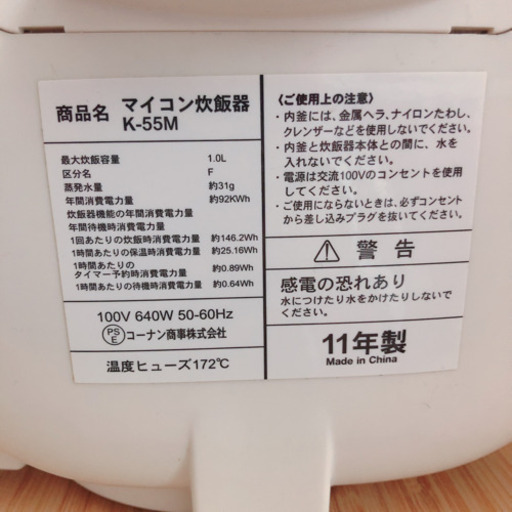 商品名 マイコン炊飯器
K-55M
最大炊飯容量 1.0L
区分名 F
蒸発水量 約31g
年間消費電力量 約92KWh
炊飯器機能の年間消費電力量
年間待機時消費電力量
1回あたりの炊飯時消費電力量 約146.2Wh
1時間あたりの保温時消費電力量 約25.16Wh
1時間あたりの
タイマー予約時消費電力量 約0.89Wh
1時間あたりの待機時消費電力量 約0.64Wh
100V 640W 50-60Hz
PSE コーナン商事株式会社
温度ヒューズ172℃
〈ご使用上の注意〉
・内釜には、金属ヘラ、ナイロンたわし、
クレンザーなどを使用しないでください。
・内釜と炊飯器本体との間に、水を
入れないでください。
・電源は交流100Vのコンセントを使用
してください。
・ご使用にならないときは、必ずコンセント
から差し込みプラグを抜いてください。
警告
感電の恐れあり
水につけたり水をかけたりしないで
ください。
11年製
Made in China